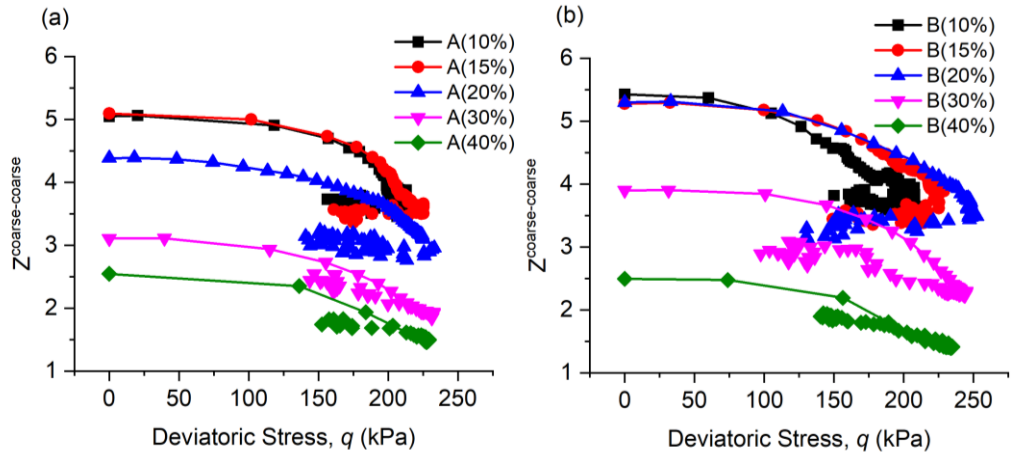 (a)
A(10%)
A(15%)
A(20%)
A(30%)
A(40%)
6
5
4
3
2
1
Z^coarse-coarse
0 50 100 150 200 250
Deviatoric Stress, q (kPa)
(b)
B(10%)
B(15%)
B(20%)
B(30%)
B(40%)
6
5
4
3
2
1
Z^coarse-coarse
0 50 100 150 200 250
Deviatoric Stress, q (kPa)